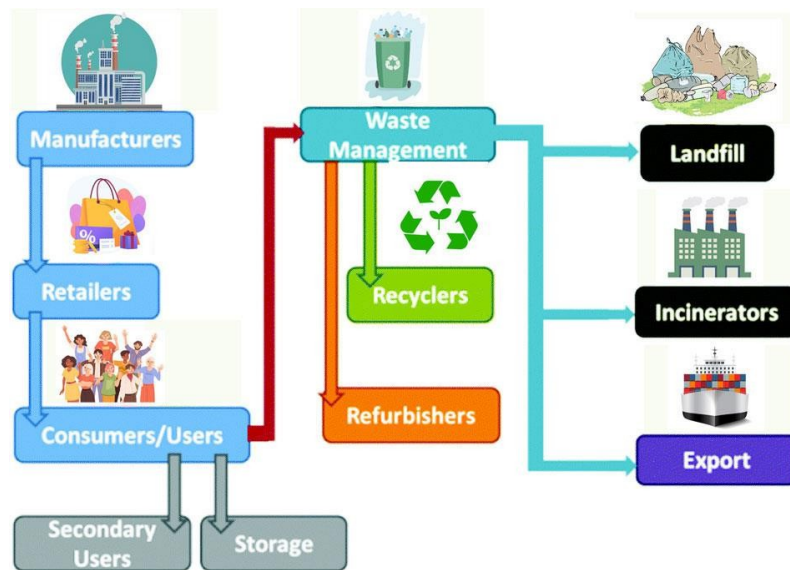 Manufacturers
Retailers
Consumers/Users
Secondary
Users
Storage
Waste
Management
Recyclers
Refurbishers
Landfill
Incinerators
Export
%